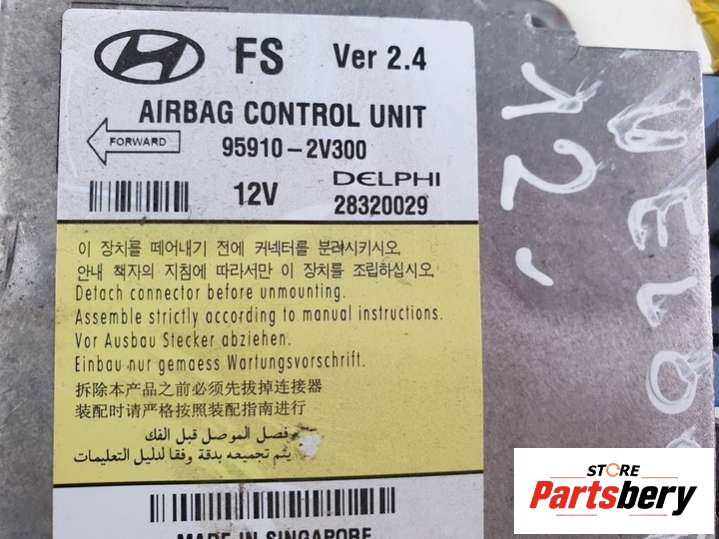 FS Ver 2.4
AIRBAG CONTROL UNIT
FORWARD
95910-2V300
12V
DELPHI
28320029
이 장치를 떼어내기 전에 커넥터를 분리시키시오.
안내 책자의 지침에 따라서만 이 장치를 조립하십시오.
Detach connector before unmounting.
Assemble strictly according to manual instructions.
Vor Ausbau Stecker abziehen.
Einbau nur gemaess Wartungsvorschrift.
拆除本产品之前必须先拔掉连接器
装配时请严格按照装配指南进行
فصل الموصل قبل الفك
يتم تجميعه بدقة وفقا لدليل التعليمات
MADE IN SINGAPORE
12,
VELO
STORE
Partsbery